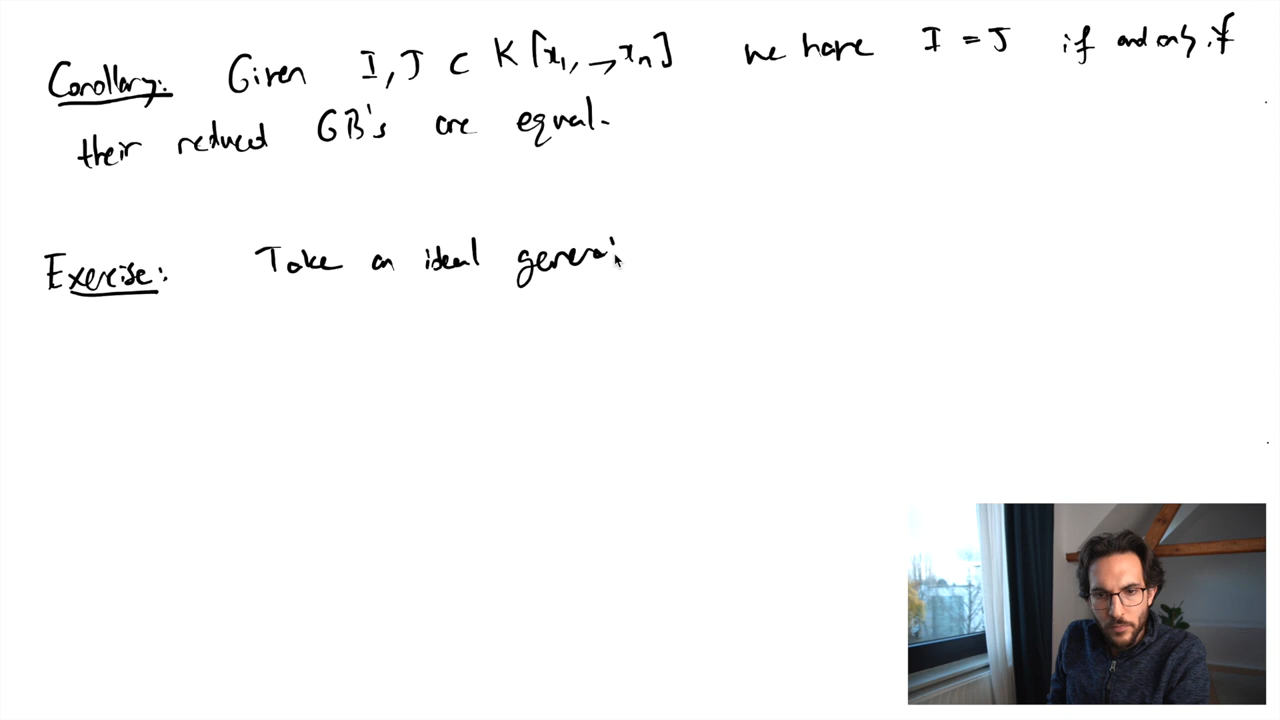 Corollary: Given I, J ⊂ K[x₁, → xₙ] we have I = J if and only if
their reduced GB's are equal.
Exercise: Take an ideal genera